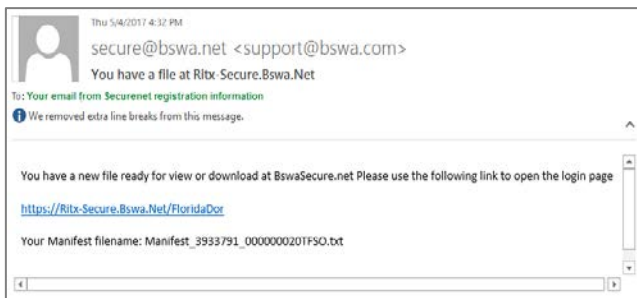 Thu 5/4/2017 4:32 PM
secure@bswa.net <support@bswa.com>
You have a file at Ritx-Secure.Bswa.Net
To: Your email from Securenet registration information
We removed extra line breaks from this message.
You have a new file ready for view or download at BswaSecure.net Please use the following link to open the login page
https://Ritx-Secure.Bswa.Net/FloridaDor
Your Manifest filename: Manifest_3933791_000000020TFSO.txt